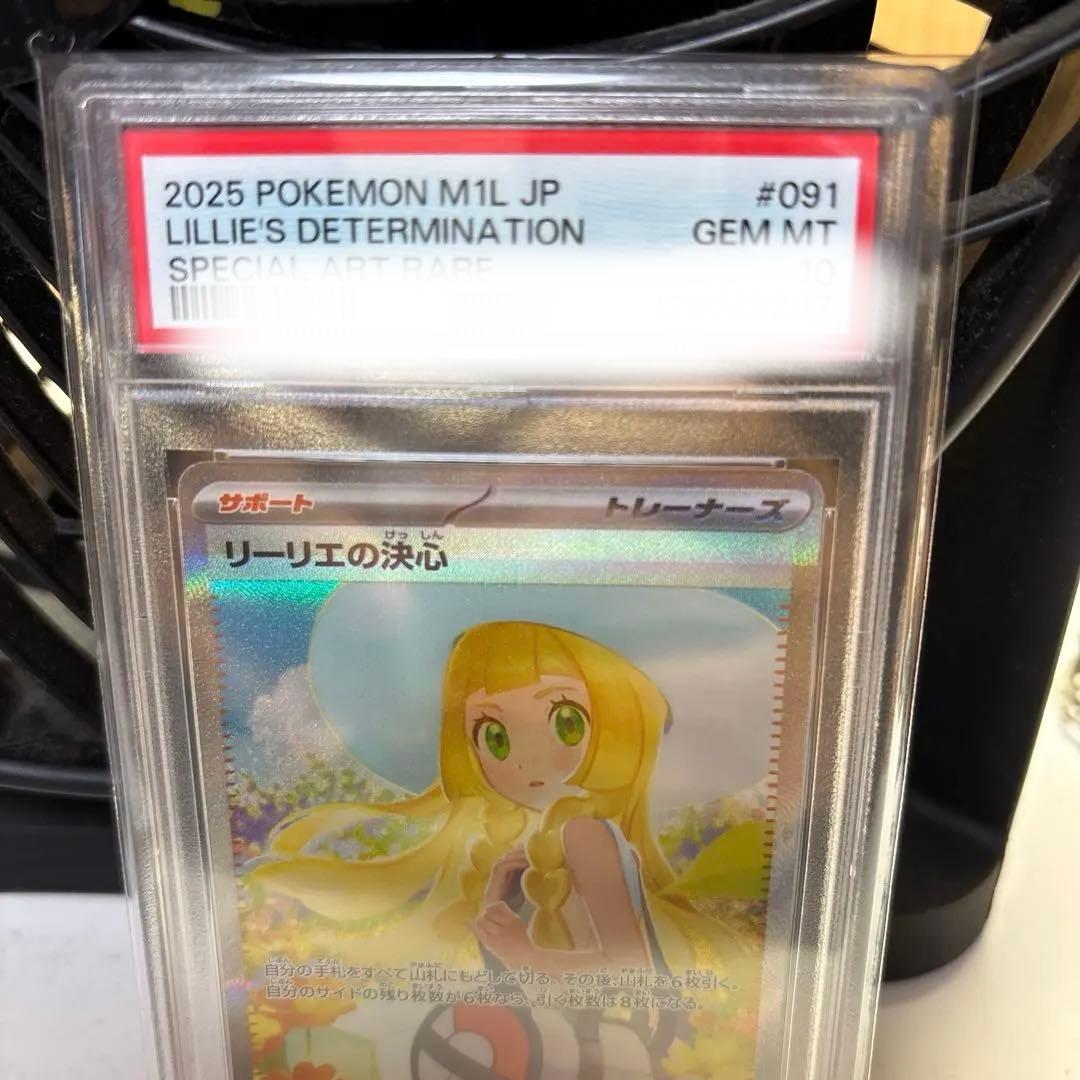 2025 POKEMON M1L JP #091
LILLIE'S DETERMINATION GEM MT
SPECIAL ART RARE 10
サポート トレーナーズ
リーリエの決心
自分の手札をすべて山札にもどして切る。その後、山札を6枚引く。
自分のサイドの残り枚数が6枚なら、引く枚数は8枚になる。